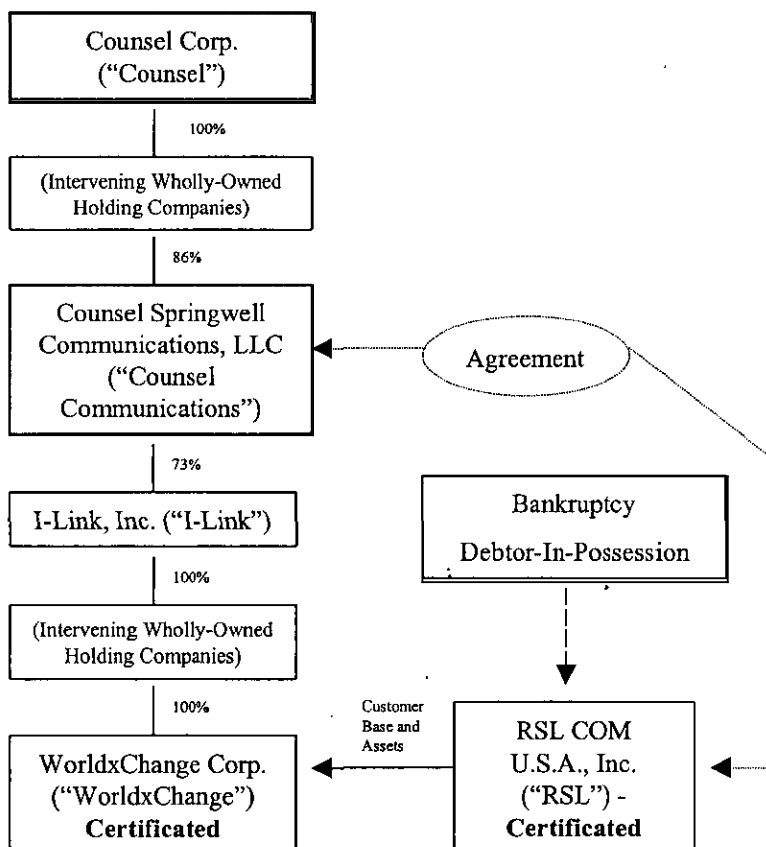 Counsel Corp.
(“Counsel”)
100%
(Intervening Wholly-Owned
Holding Companies)
86%
Counsel Springwell
Communications, LLC
(“Counsel
Communications”)
Agreement
73%
I-Link, Inc. (“I-Link”)
Bankruptcy
Debtor-In-Possession
100%
(Intervening Wholly-Owned
Holding Companies)
100%
Customer
Base and
Assets
WorldxChange Corp.
(“WorldxChange”)
Certificated
RSL COM
U.S.A., Inc.
(“RSL”) -
Certificated